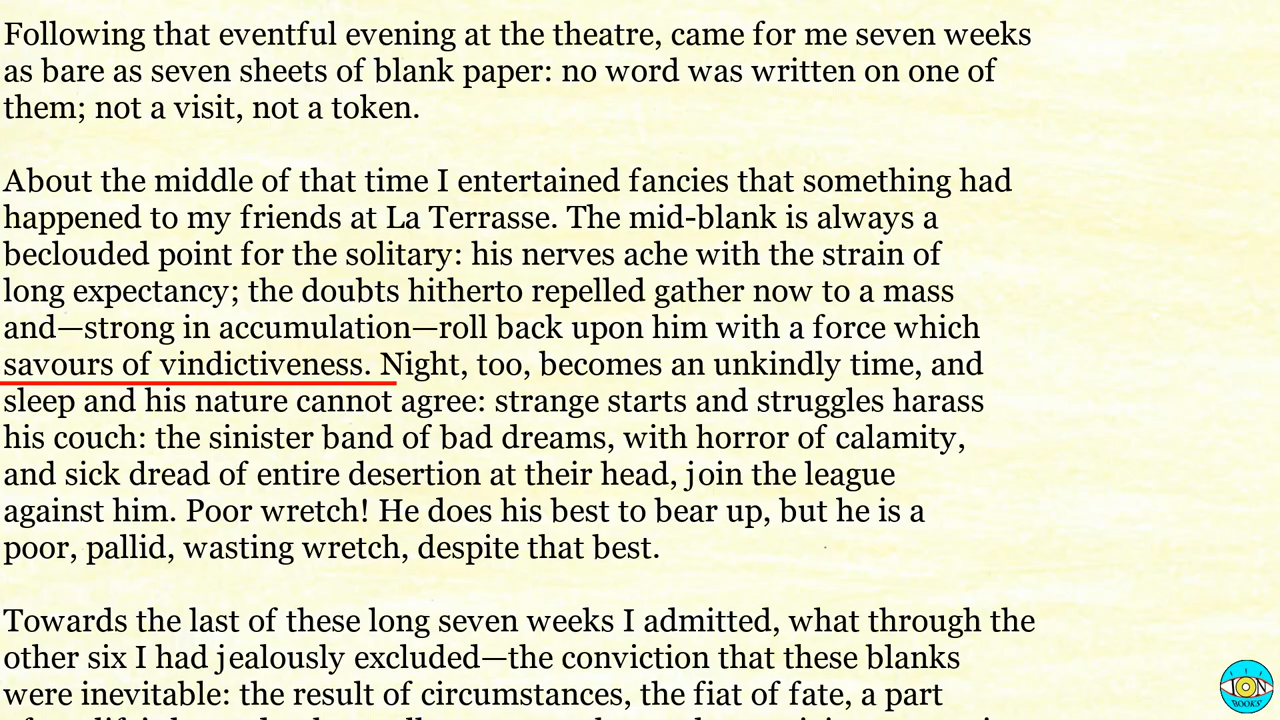 Following that eventful evening at the theatre, came for me seven weeks
as bare as seven sheets of blank paper: no word was written on one of
them; not a visit, not a token.
About the middle of that time I entertained fancies that something had
happened to my friends at La Terrasse. The mid-blank is always a
beclouded point for the solitary: his nerves ache with the strain of
long expectancy; the doubts hitherto repelled gather now to a mass
and—strong in accumulation—roll back upon him with a force which
savours of vindictiveness. Night, too, becomes an unkindly time, and
sleep and his nature cannot agree: strange starts and struggles harass
his couch: the sinister band of bad dreams, with horror of calamity,
and sick dread of entire desertion at their head, join the league
against him. Poor wretch! He does his best to bear up, but he is a
poor, pallid, wasting wretch, despite that best.
Towards the last of these long seven weeks I admitted, what through the
other six I had jealously excluded—the conviction that these blanks
were inevitable: the result of circumstances, the fiat of fate, a part
ION
BOOKS